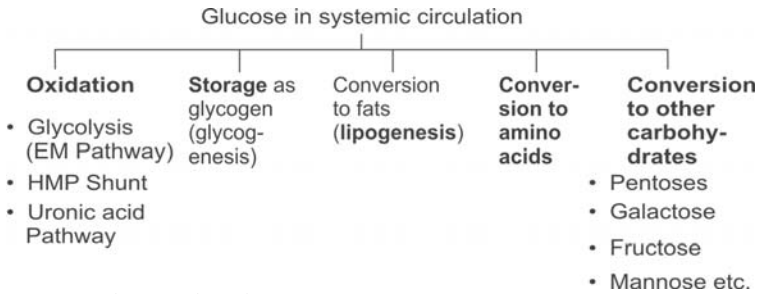 Glucose in systemic circulation
Oxidation
• Glycolysis
(EM Pathway)
• HMP Shunt
• Uronic acid
Pathway
Storage as
glycogen
(glycog-
enesis)
Conversion
to fats
(lipogenesis)
Conver-
sion to
amino
acids
Conversion
to other
carbohy-
drates
• Pentoses
• Galactose
• Fructose
• Mannose etc.